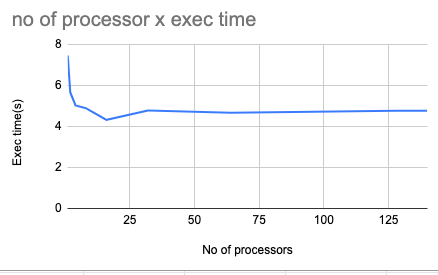 no of processor x exec time
8
6
4
2
0
Exec time(s)
25 50 75 100 125
No of processors